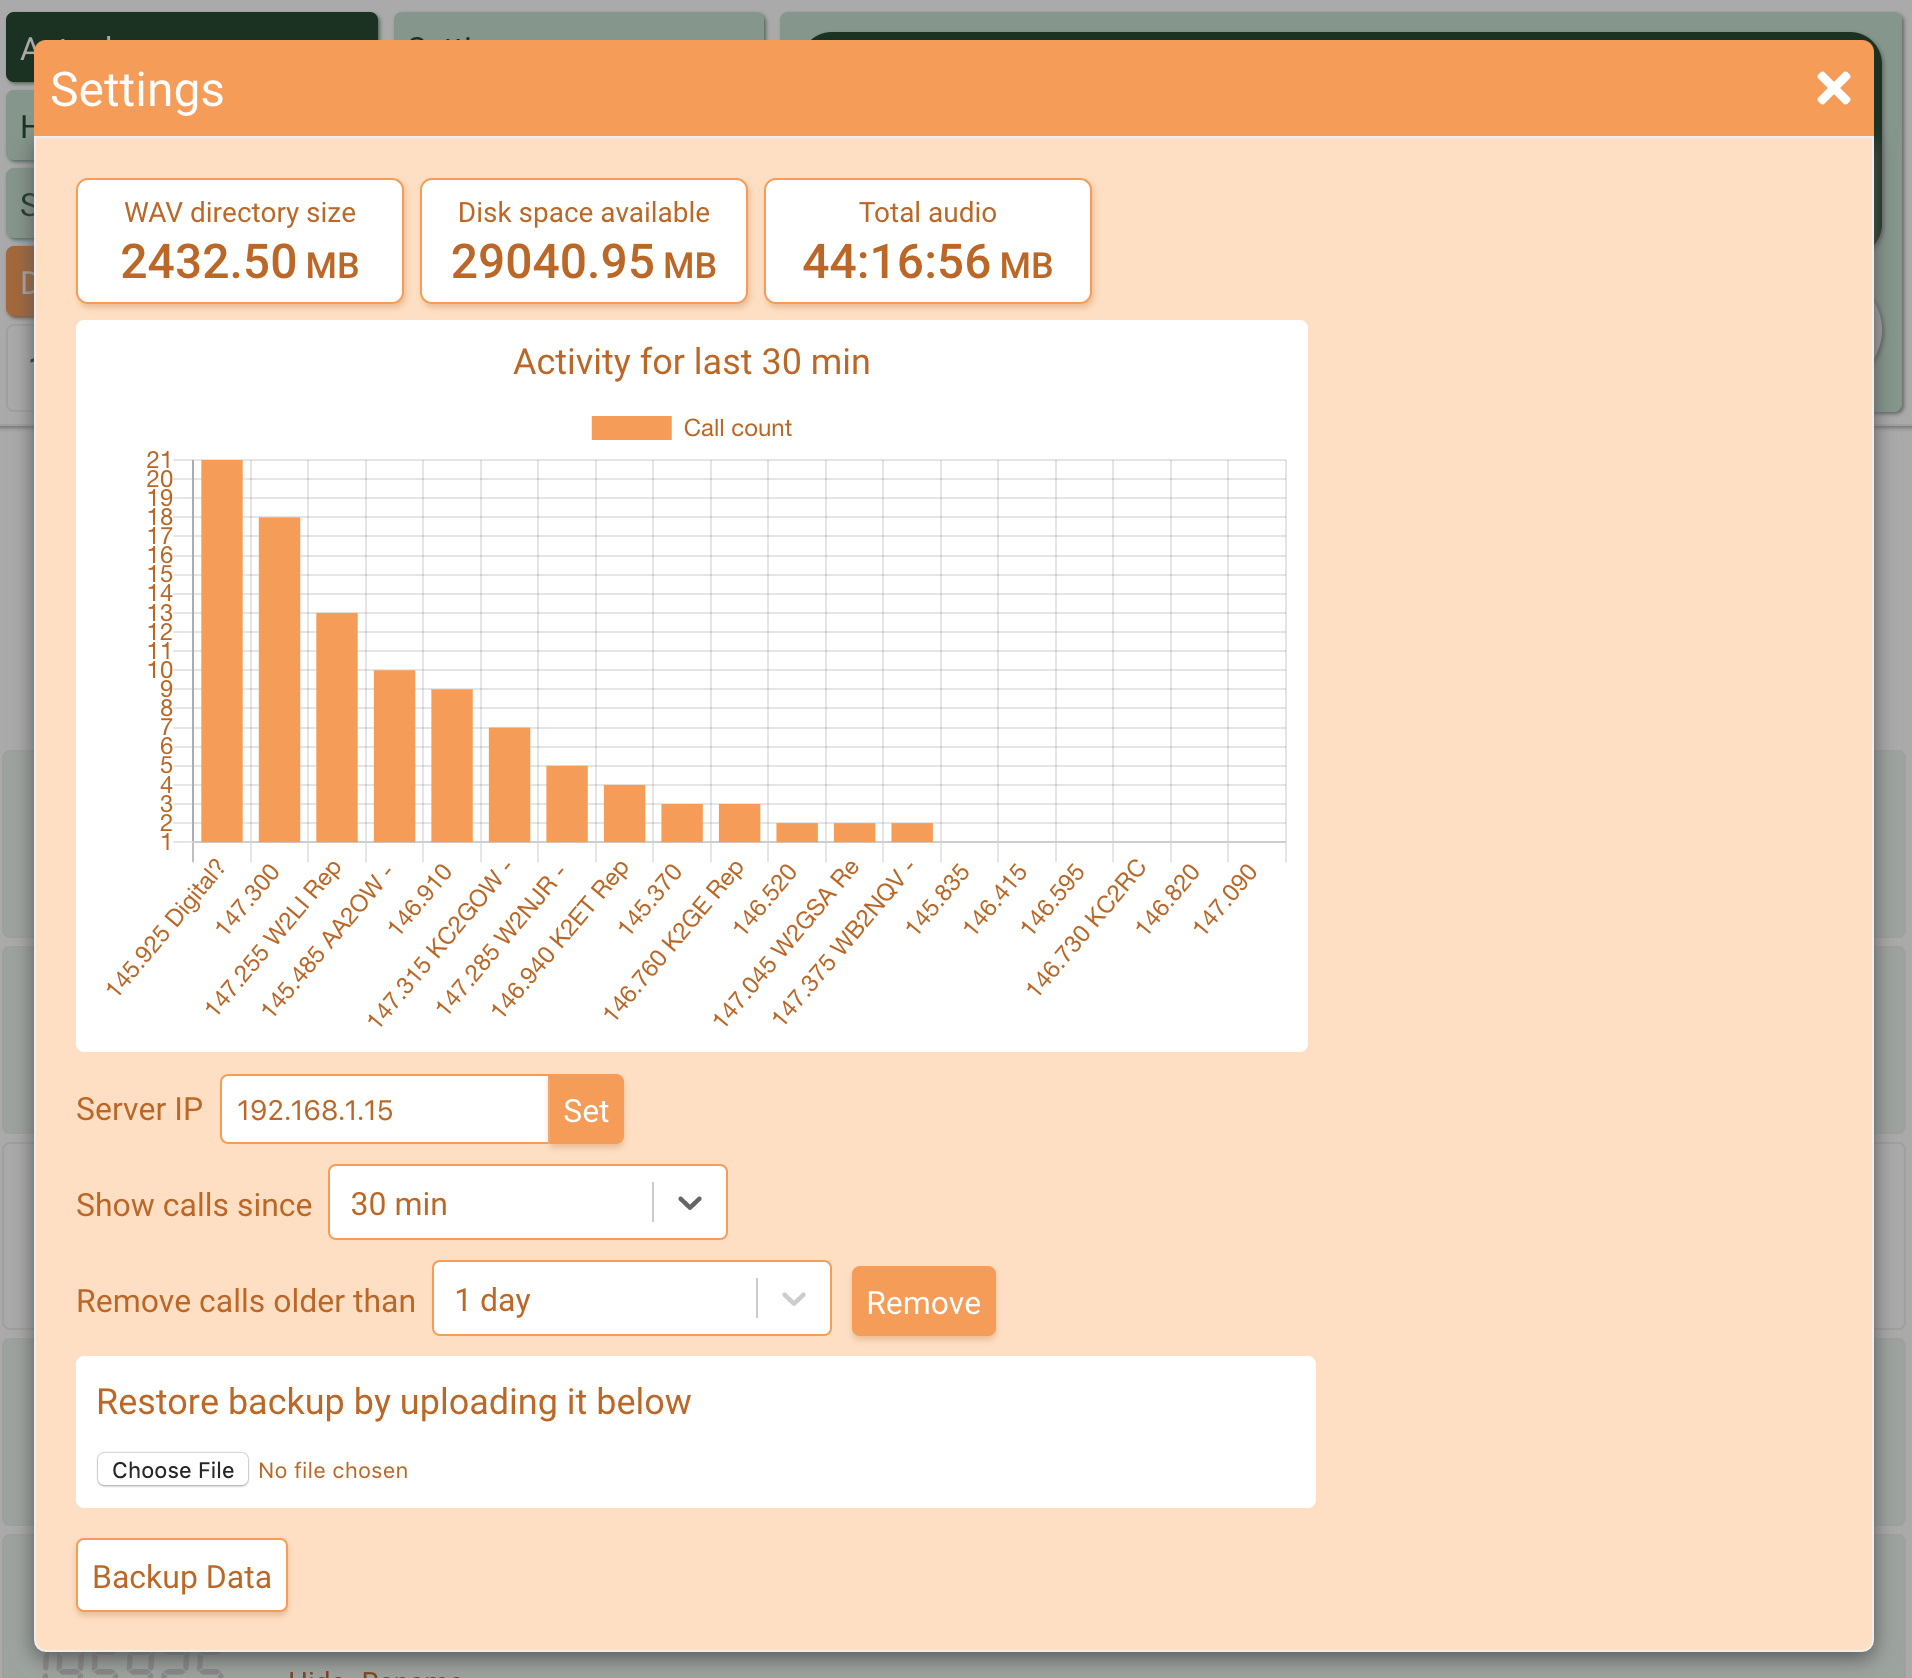 Settings
WAV directory size
2432.50 MB
Disk space available
29040.95 MB
Total audio
44:16:56 MB
Activity for last 30 min
Call count
21
20
19
18
17
16
15
14
13
12
11
10
9
8
7
6
5
4
3
2
1
145.925 Digital?
147.300
147.255 W2LI Rep
145.485 AA2OW -
146.910
147.315 KC2GOW -
147.285 W2NJR -
146.940 K2ET Rep
145.370
146.760 K2GE Rep
146.520
147.045 W2GSA Re
147.375 WB2NQV -
145.835
146.415
146.595
146.730 KC2RC
146.820
147.090
Server IP
192.168.1.15
Set
Show calls since
30 min
Remove calls older than
1 day
Remove
Restore backup by uploading it below
Choose File
No file chosen
Backup Data